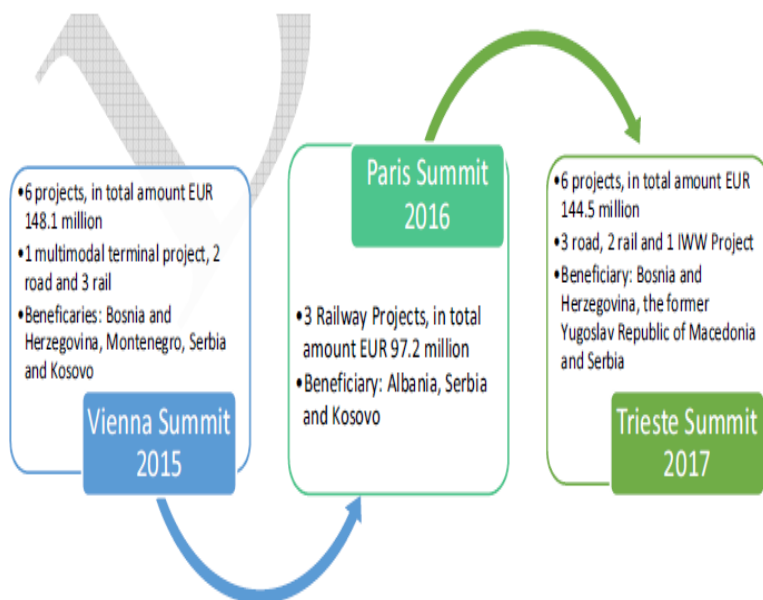 •6 projects, in total amount EUR
148.1 million
•1 multimodal terminal project, 2
road and 3 rail
•Beneficaries: Bosnia and
Herzegovina, Montenegro, Serbia
and Kosovo
Vienna Summit
2015
Paris Summit
2016
•3 Railway Projects, in total
amount EUR 97.2 million
•Beneficiary: Albania, Serbia
and Kosovo
•6 projects, in total amount EUR
144.5 million
•3 road, 2 rail and 1 IWW Project
•Beneficiary: Bosnia and
Herzegovina, the former
Yugoslav Republic of Macedonia
and Serbia
Trieste Summit
2017